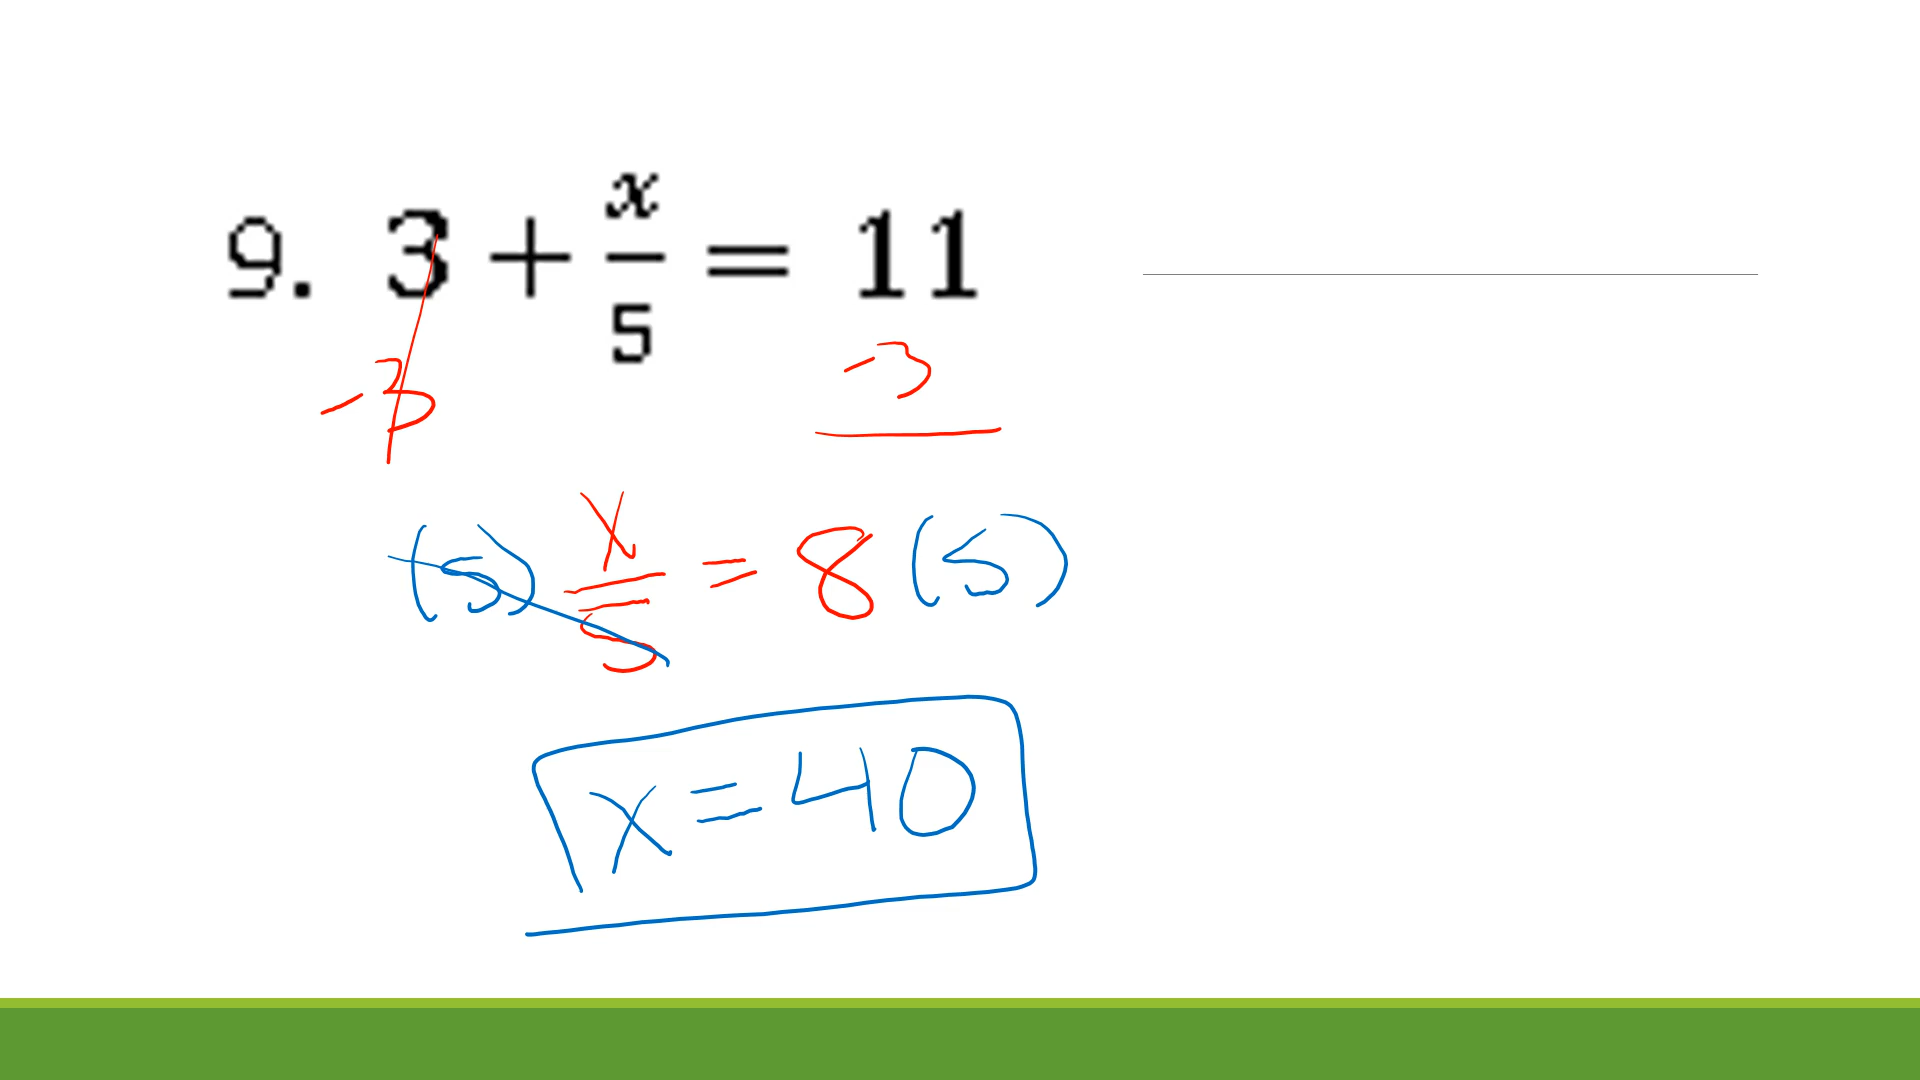 9. 3 + x/5 = 11
-3 -3
(5) x/5 = 8 (5)
x = 40